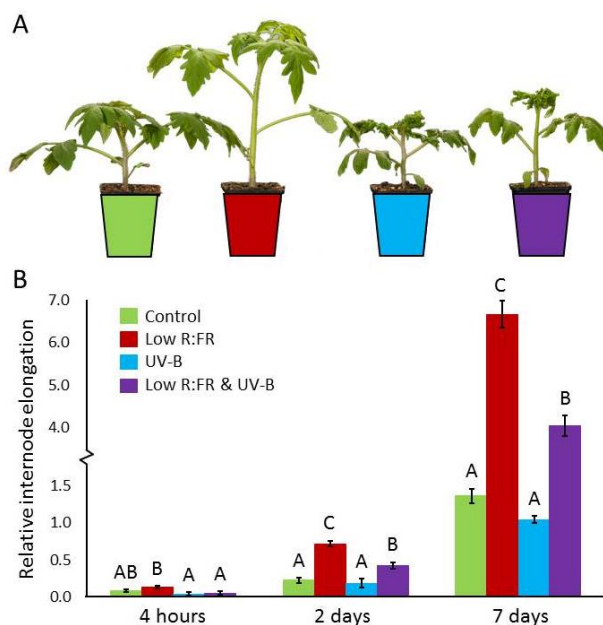 A
B
Relative internode elongation
7.0
6.0
5.0
4.0
1.5
1.0
0.5
0.0
Control
Low R:FR
UV-B
Low R:FR & UV-B
AB B A A
A C A B
A C A B
4 hours 2 days 7 days